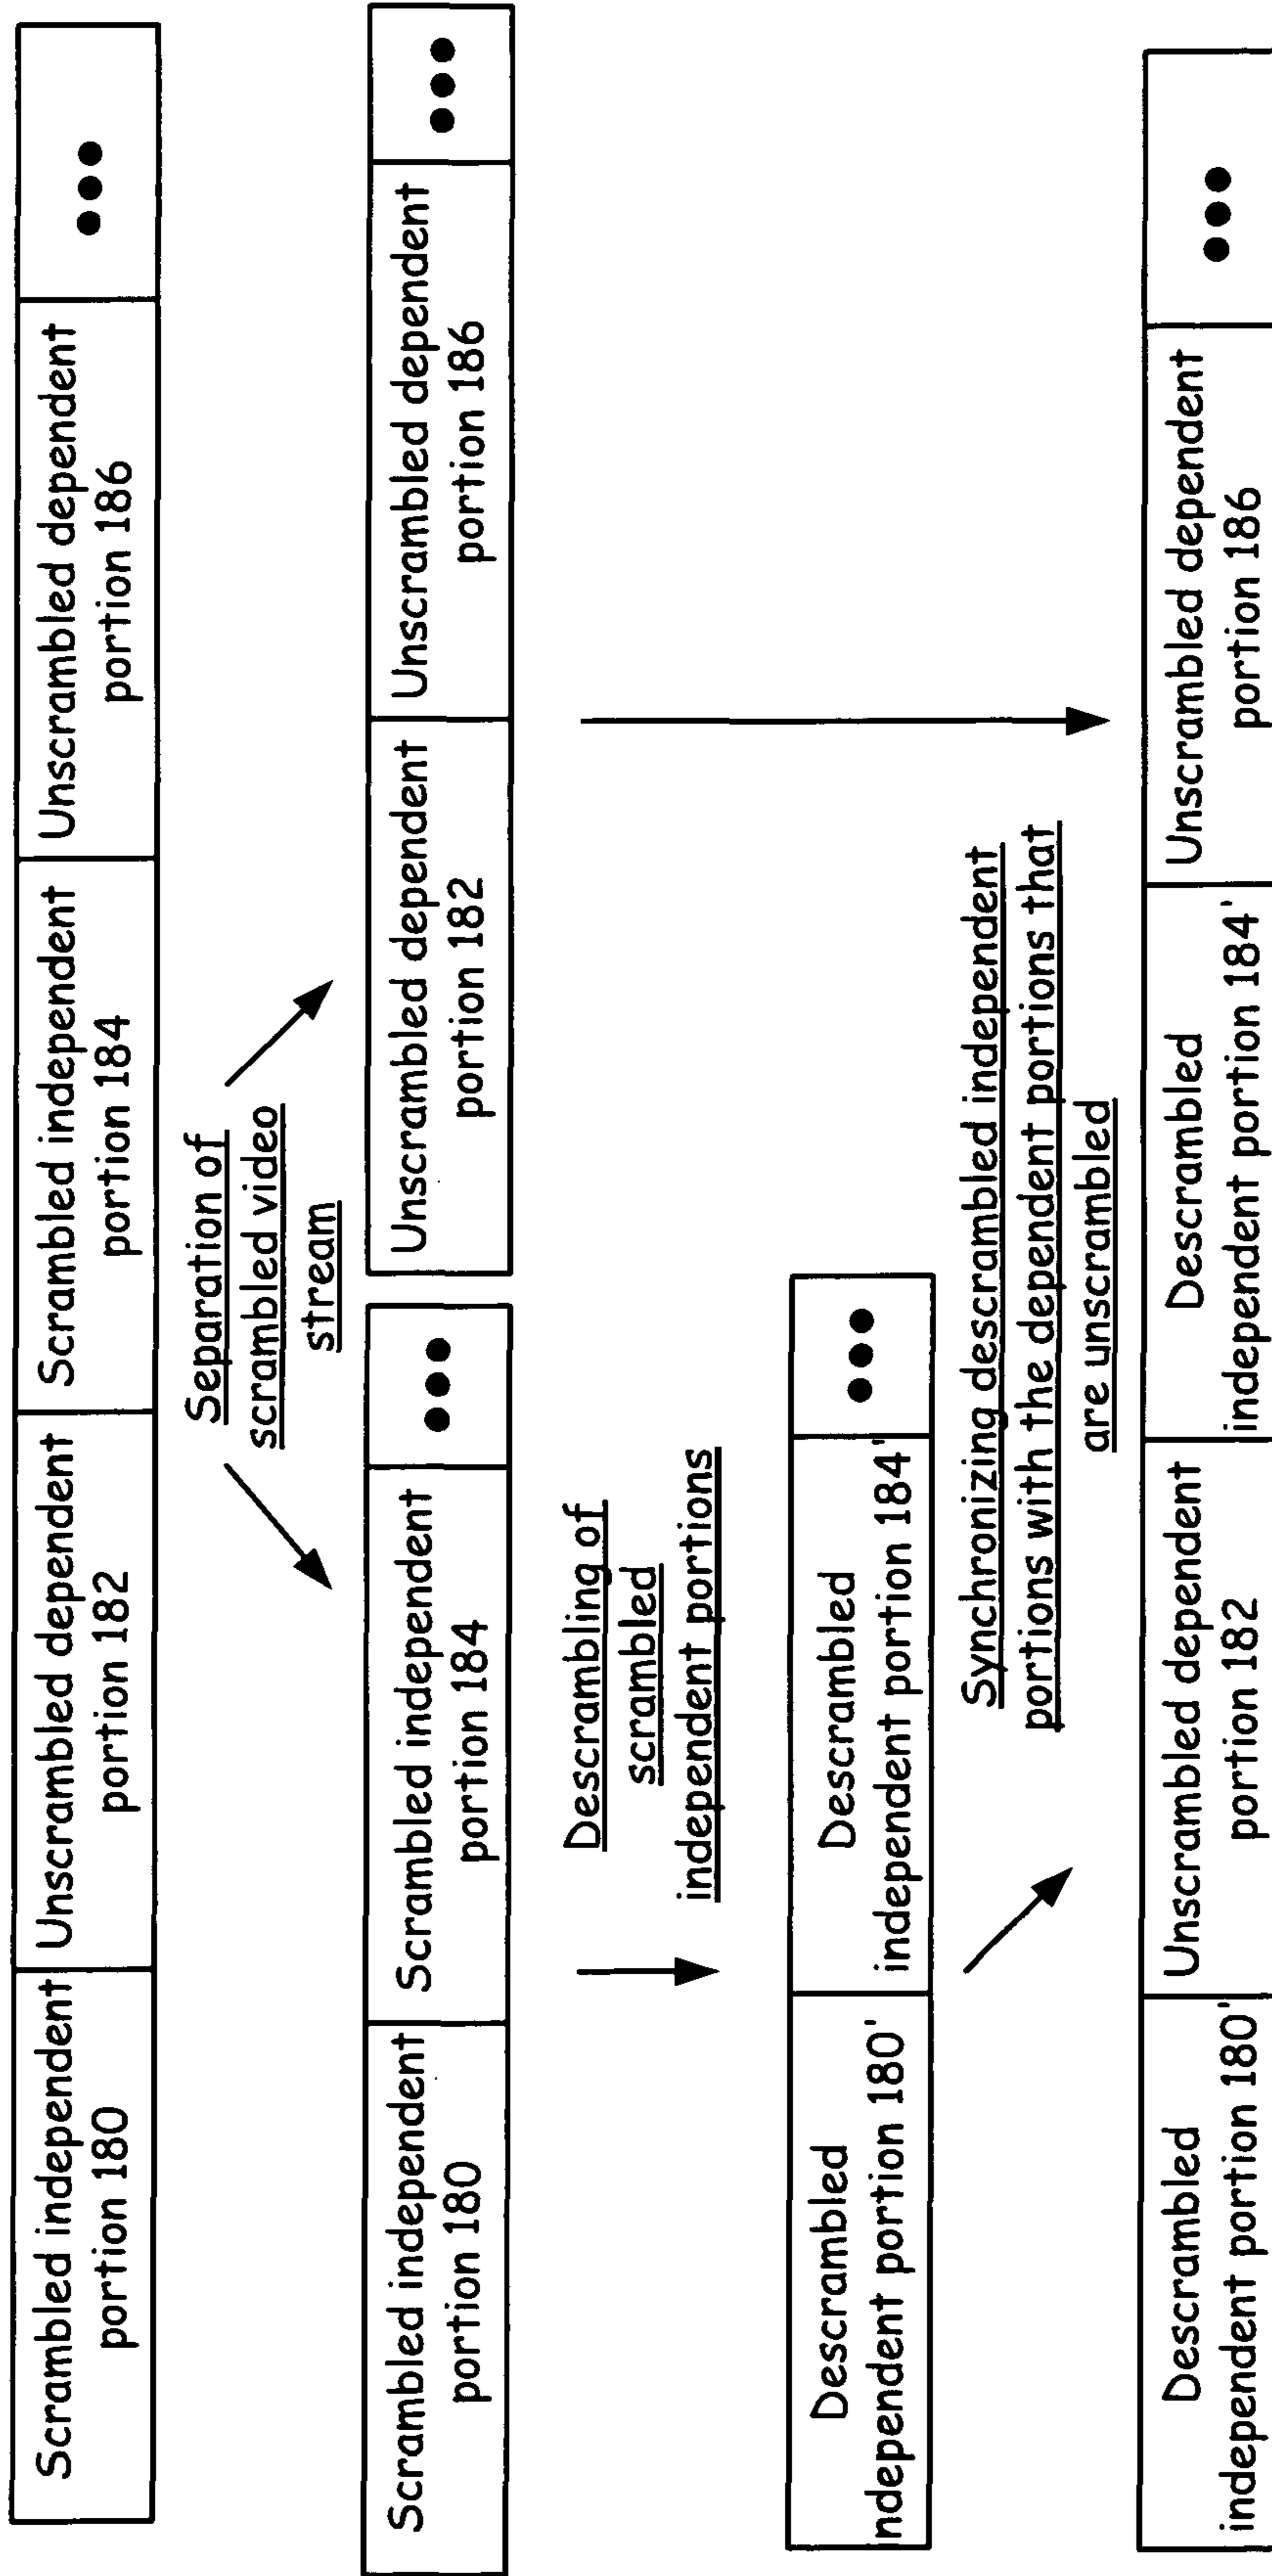 Scrambled independent
portion 180
Unscrambled dependent
portion 182
Scrambled independent
portion 184
Unscrambled dependent
portion 186
•••
Separation of
scrambled video
stream
Scrambled independent
portion 180
Scrambled independent
portion 184
•••
Unscrambled dependent
portion 182
Unscrambled dependent
portion 186
•••
Descrambling of
scrambled
independent portions
Descrambled
independent portion 180'
Descrambled
independent portion 184'
•••
Synchronizing descrambled independent
portions with the dependent portions that
are unscrambled
Descrambled
independent portion 180'
Unscrambled dependent
portion 182
Descrambled
independent portion 184'
Unscrambled dependent
portion 186
•••